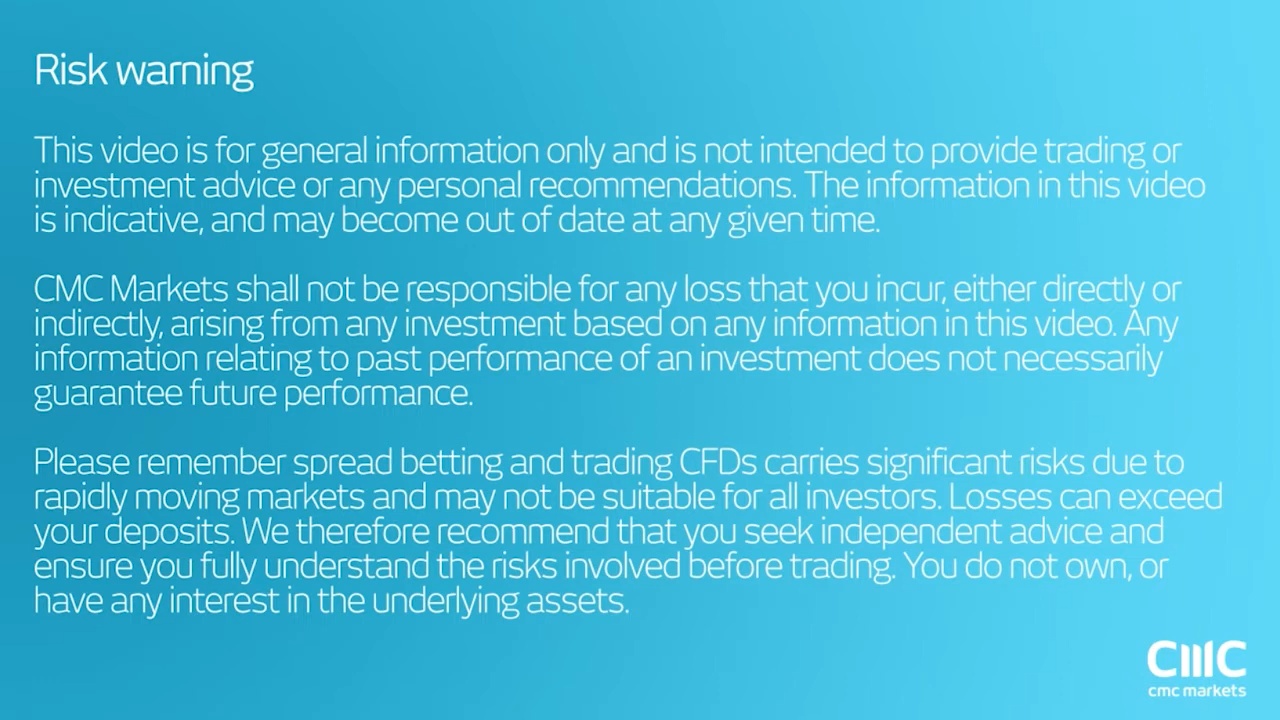 Risk warning
This video is for general information only and is not intended to provide trading or
investment advice or any personal recommendations. The information in this video
is indicative, and may become out of date at any given time.
CMC Markets shall not be responsible for any loss that you incur, either directly or
indirectly, arising from any investment based on any information in this video. Any
information relating to past performance of an investment does not necessarily
guarantee future performance.
Please remember spread betting and trading CFDs carries significant risks due to
rapidly moving markets and may not be suitable for all investors. Losses can exceed
your deposits. We therefore recommend that you seek independent advice and
ensure you fully understand the risks involved before trading. You do not own, or
have any interest in the underlying assets.
CMC
cmc markets